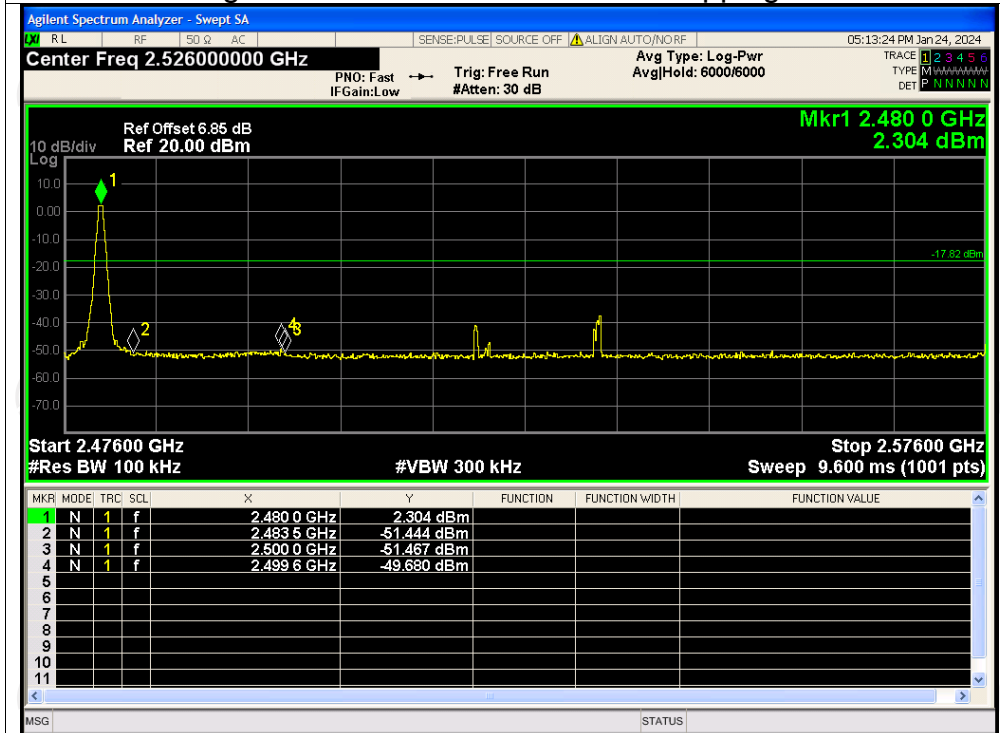 Agilent Spectrum Analyzer - Swept SA
LXI RL RF 50 Ω AC SENSE:PULSE SOURCE OFF ALIGN AUTO/NO RF 05:13:24 PM Jan 24, 2024
Center Freq 2.526000000 GHz
PNO: Fast
IFGain:Low
Trig: Free Run
#Atten: 30 dB
Avg Type: Log-Pwr
Avg|Hold: 6000/6000
TRACE 1 2 3 4 5 6
TYPE M
DET P N N N N N
Mkr1 2.480 0 GHz
2.304 dBm
Ref Offset 6.85 dB
10 dB/div Ref 20.00 dBm
Log
1
10.0
0.00
-10.0
-17.82 dBm
-20.0
-30.0
-40.0
2
4
3
-50.0
-60.0
-70.0
Start 2.47600 GHz Stop 2.57600 GHz
#Res BW 100 kHz #VBW 300 kHz Sweep 9.600 ms (1001 pts)
MKR MODE TRC SCL X Y FUNCTION FUNCTION WIDTH FUNCTION VALUE
1 N 1 f 2.480 0 GHz 2.304 dBm
2 N 1 f 2.483 5 GHz -51.444 dBm
3 N 1 f 2.500 0 GHz -51.467 dBm
4 N 1 f 2.499 6 GHz -49.680 dBm
5
6
7
8
9
10
11
MSG STATUS